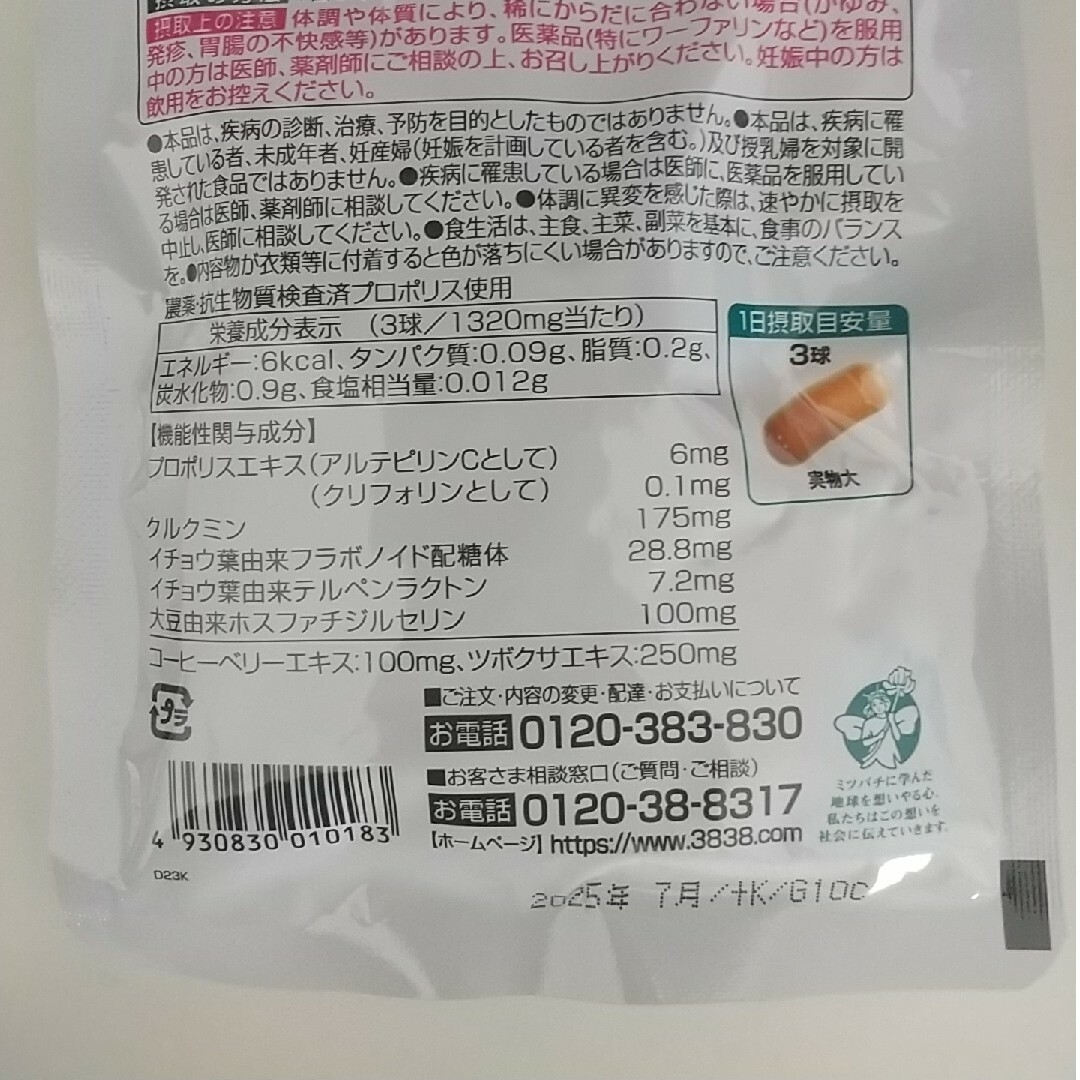 摂取上の注意 体調や体質により、稀にからだに合わない場合(かゆみ、
発疹、胃腸の不快感等)があります。医薬品(特にワーファリンなど)を服用
中の方は医師、薬剤師にご相談の上、お召し上がりください。妊娠中の方は
飲用をお控えください。
●本品は、疾病の診断、治療、予防を目的としたものではありません。●本品は、疾病に罹
患している者、未成年者、妊産婦(妊娠を計画している者を含む。)及び授乳婦を対象に開
発された食品ではありません。●疾病に罹患している場合は医師に、医薬品を服用してい
る場合は医師、薬剤師に相談してください。●体調に異変を感じた際は、速やかに摂取を
中止し、医師に相談してください。●食生活は、主食、主菜、副菜を基本に、食事のバランス
を。●内容物が衣類等に付着すると色が落ちにくい場合がありますので、ご注意ください。
農薬・抗生物質検査済プロポリス使用
栄養成分表示 (3球/1320mg当たり)
エネルギー:6kcal、タンパク質:0.09g、脂質:0.2g、
炭水化物:0.9g、食塩相当量:0.012g
1日摂取目安量
3球
実物大
【機能性関与成分】
プロポリスエキス(アルテピリンCとして) 6mg
(クリフォリンとして) 0.1mg
クルクミン 175mg
イチョウ葉由来フラボノイド配糖体 28.8mg
イチョウ葉由来テルペンラクトン 7.2mg
大豆由来ホスファチジルセリン 100mg
コーヒーベリーエキス:100mg、ツボクサエキス:250mg
プラ
■ご注文・内容の変更・配達・お支払いについて
お電話 0120-383-830
■お客さま相談窓口(ご質問・ご相談)
お電話 0120-38-8317
【ホームページ】https://www.3838.com
ミツバチに学んだ
地球を想いやる心。
私たちはこの想いを
社会に伝えていきます。
4 930830 010183
D23K
2025年 7月/+K/G10C